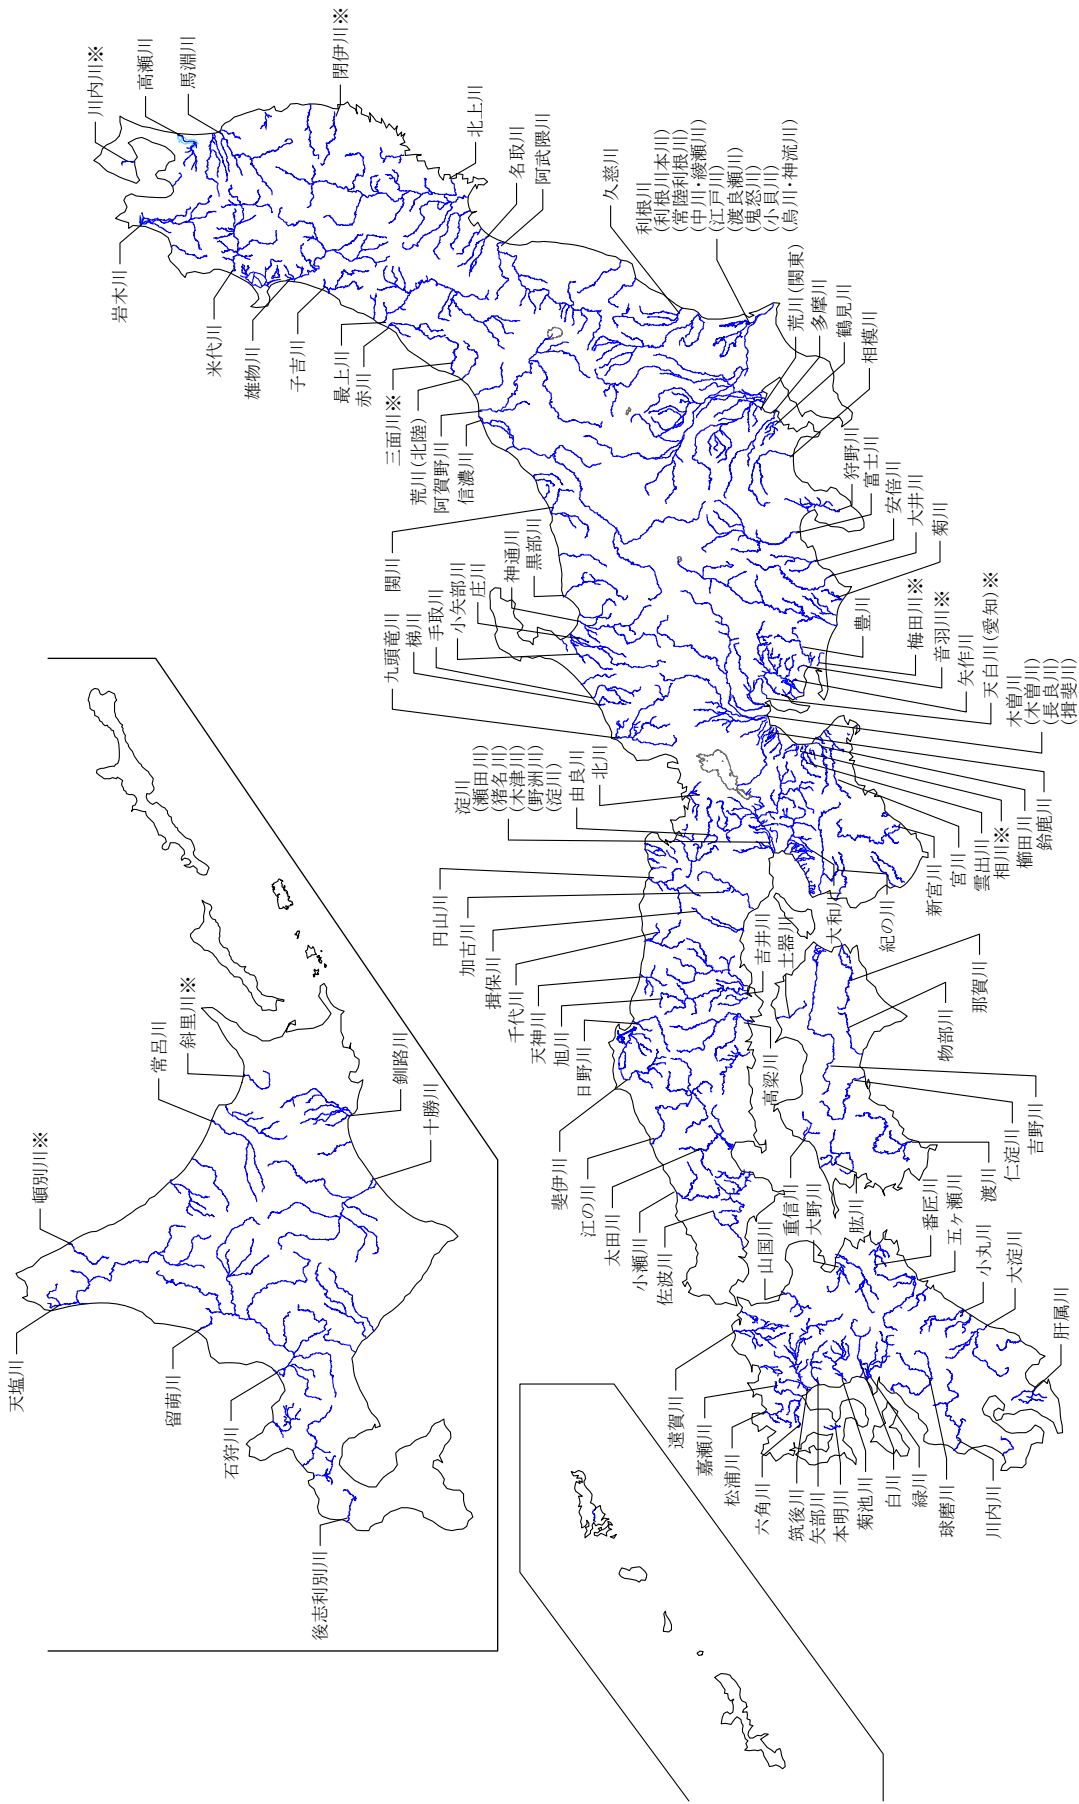 天塩川
頓別川※
留萌川
石狩川
後志利別川
常呂川
斜里川※
釧路川
十勝川
川内川※
高瀬川
馬淵川
閉伊川※
北上川
名取川
阿武隈川
久慈川
利根川
(利根川本川)
(常陸利根川)
(中川・綾瀬川)
(江戸川)
(渡良瀬川)
(鬼怒川)
(小貝川)
(烏川・神流川)
荒川(関東)
多摩川
鶴見川
相模川
狩野川
富士川
安倍川
大井川
菊川
豊川
梅田川※
音羽川※
矢作川
天白川(愛知)※
木曽川
(木曽川)
(長良川)
(揖斐川)
鈴鹿川
櫛田川
相川※
雲出川
宮川
新宮川
紀の川
大和川
岩木川
米代川
雄物川
子吉川
最上川
赤川
三面川※
荒川(北陸)
阿賀野川
信濃川
関川
黒部川
神通川
庄川
小矢部川
手取川
梯川
九頭竜川
淀川
(瀬田川)
(猪名川)
(木津川)
(野洲川)
(淀川)
由良川
北川
円山川
加古川
揖保川
千代川
天神川
旭川
日野川
吉井川
土器川
高梁川
斐伊川
江の川
太田川
小瀬川
佐波川
那賀川
物部川
吉野川
仁淀川
渡川
肱川
重信川
大野川
山国川
番匠川
五ヶ瀬川
小丸川
大淀川
肝属川
遠賀川
嘉瀬川
松浦川
六角川
筑後川
矢部川
本明川
菊池川
白川
緑川
球磨川
川内川